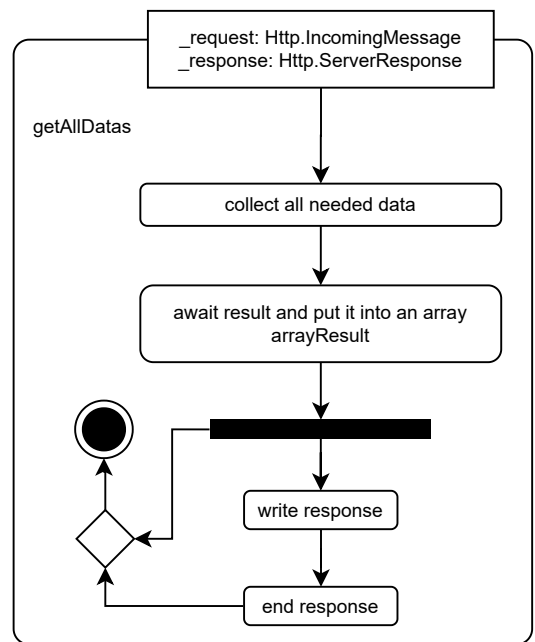 _request: Http.IncomingMessage
_response: Http.ServerResponse
getAllDatas
collect all needed data
await result and put it into an array
arrayResult
write response
end response